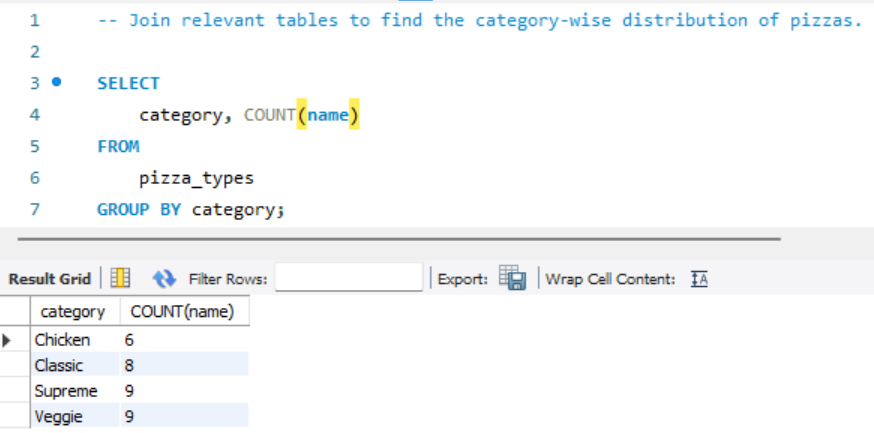 1 -- Join relevant tables to find the category-wise distribution of pizzas.
2
3 SELECT
4 category, COUNT(name)
5 FROM
6 pizza_types
7 GROUP BY category;
Result Grid Filter Rows: Export: Wrap Cell Content: IA
category COUNT(name)
Chicken 6
Classic 8
Supreme 9
Veggie 9